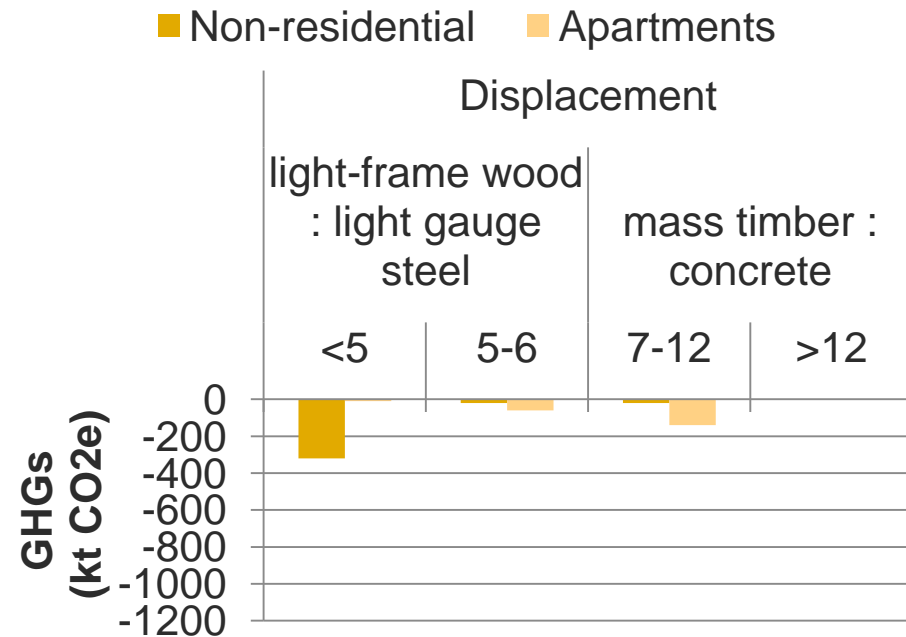 Non-residential Apartments
Displacement
light-frame wood
: light gauge
steel
mass timber :
concrete
<5 5-6 7-12 >12
GHGs
(kt CO2e)
0
-200
-400
-600
-800
-1000
-1200